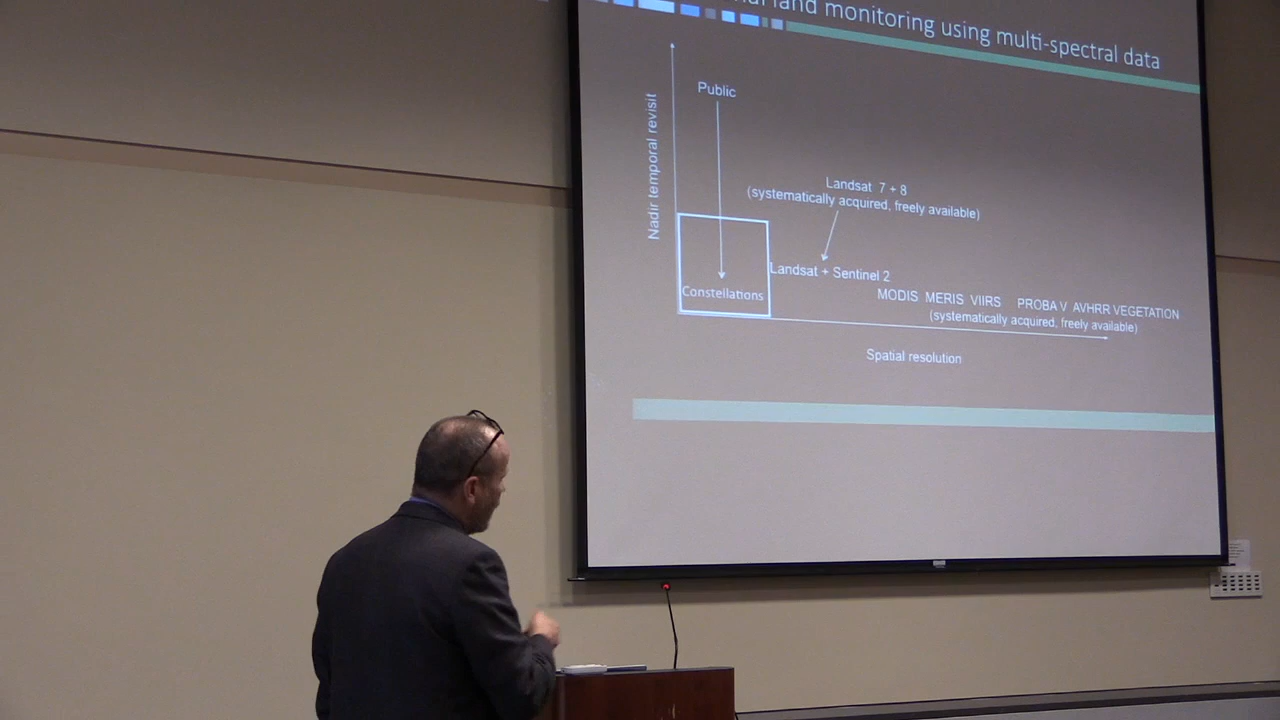 land monitoring using multi-spectral data
Public
Nadir temporal revisit
Landsat 7 + 8
(systematically acquired, freely available)
Landsat + Sentinel 2
Constellations
MODIS MERIS VIIRS PROBA V AVHRR VEGETATION
(systematically acquired, freely available)
Spatial resolution